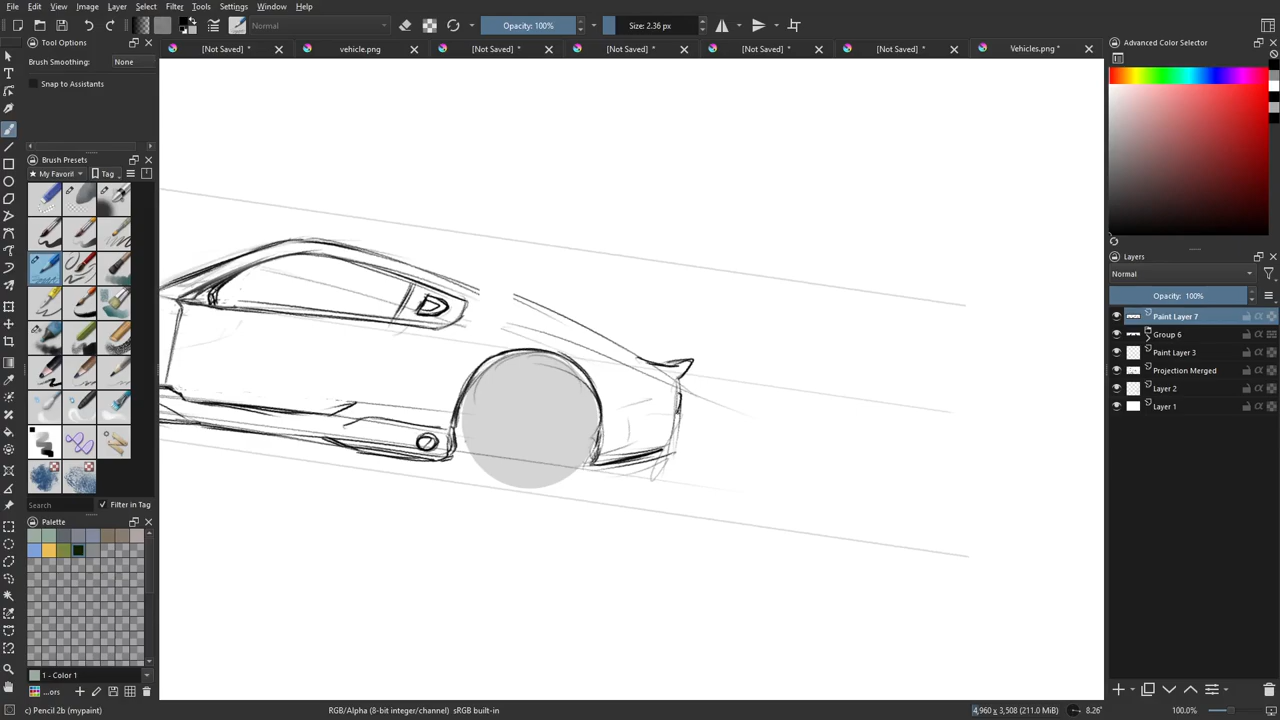 File Edit View Image Layer Select Filter Tools Settings Window Help
Normal Opacity: 100% Size: 2.36 px
Tool Options
[Not Saved] * vehicle.png [Not Saved] * [Not Saved] * [Not Saved] * [Not Saved] * Vehicles.png *
Advanced Color Selector
Brush Smoothing: None
Snap to Assistants
Brush Presets
My Favorit Tag
Search Filter in Tag
Palette
1 - Color 1
...ors
Layers
Normal
Opacity: 100%
Paint Layer 7
Group 6
Paint Layer 3
Projection Merged
Layer 2
Layer 1
c) Pencil 2b (mypaint) RGB/Alpha (8-bit integer/channel) sRGB built-in 4,960 x 3,508 (211.0 MiB) 8.26° 100.0%